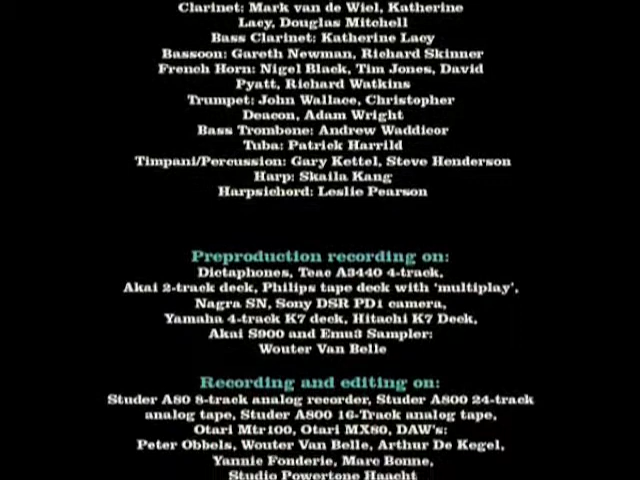 Clarinet: Mark van de Wiel, Katherine
Lacy, Douglas Mitchell
Bass Clarinet: Katherine Lacy
Bassoon: Gareth Newman, Richard Skinner
French Horn: Nigel Black, Tim Jones, David
Pyatt, Richard Watkins
Trumpet: John Wallace, Christopher
Deacon, Adam Wright
Bass Trombone: Andrew Waddicor
Tuba: Patrick Harrild
Timpani/Percussion: Gary Kettel, Steve Henderson
Harp: Skaila Kang
Harpsichord: Leslie Pearson
Preproduction recording on:
Dictaphones, Teac A3440 4-track,
Akai 2-track deck, Philips tape deck with ‘multiplay’,
Nagra SN, Sony DSR PD1 camera,
Yamaha 4-track K7 deck, Hitachi K7 Deck,
Akai S900 and Emu3 Sampler:
Wouter Van Belle
Recording and editing on:
Studer A80 8-track analog recorder, Studer A800 24-track
analog tape, Studer A800 16-Track analog tape,
Otari Mtr100, Otari MX80, DAW's:
Peter Obbels, Wouter Van Belle, Arthur De Kegel,
Yannic Fonderie, Marc Bonne,
Studio Powertone Haacht